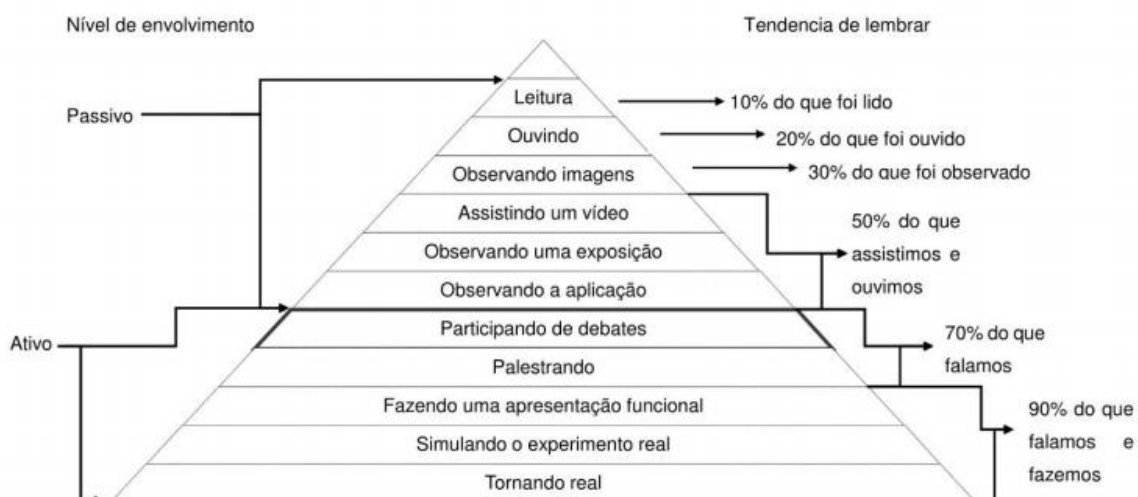 Nível de envolvimento
Tendencia de lembrar
Passivo
Leitura
10% do que foi lido
Ouvindo
20% do que foi ouvido
Observando imagens
30% do que foi observado
Assistindo um vídeo
Observando uma exposição
Observando a aplicação
50% do que
assistimos e
ouvimos
Ativo
Participando de debates
Palestrando
70% do que
falamos
Fazendo uma apresentação funcional
Simulando o experimento real
Tornando real
90% do que
falamos e
fazemos